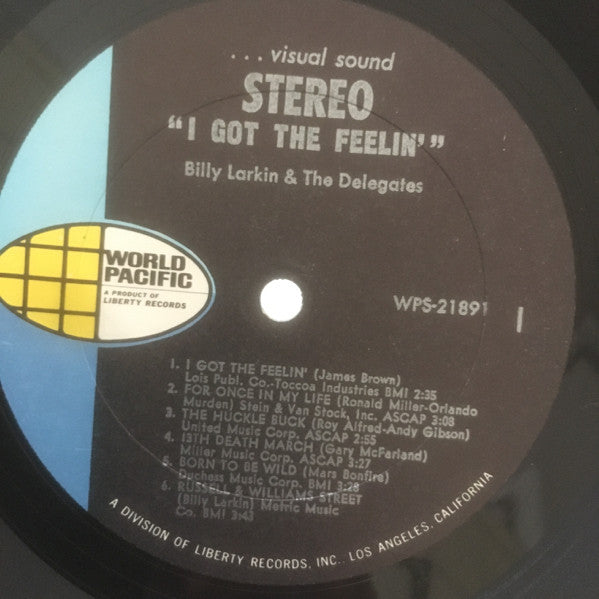 ...visual sound
STEREO
"I GOT THE FEELIN'"
Billy Larkin & The Delegates
WORLD
PACIFIC
A PRODUCT OF
LIBERTY RECORDS
WPS-21891
1
1. I GOT THE FEELIN' (James Brown)
Lois Publ. Co.-Toccoa Industries BMI 2:35
2. FOR ONCE IN MY LIFE (Ronald Miller-Orlando
Murden) Stein & Van Stock, Inc. ASCAP 3:08
3. THE HUCKLE BUCK (Roy Alfred-Andy Gibson)
United Music Corp. ASCAP 2:55
4. 13TH DEATH MARCH (Gary McFarland)
Miller Music Corp. ASCAP 3:27
5. BORN TO BE WILD (Mars Bonfire)
Duchess Music Corp. BMI 3:28
6. RUSSELL & WILLIAMS STREET
(Billy Larkin) Metric Music
Co. BMI 3:43
A DIVISION OF LIBERTY RECORDS, INC., LOS ANGELES, CALIFORNIA